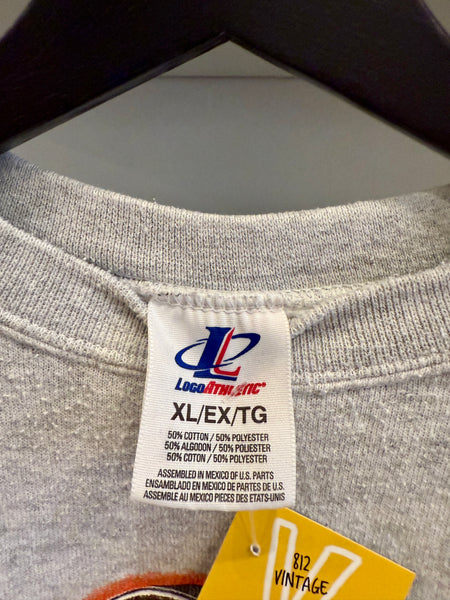 LOGOATHLETIC
XL/EX/TG
50% COTTON / 50% POLYESTER
50% ALGODON / 50% POLIESTER
50% COTON / 50% POLYESTER
ASSEMBLED IN MEXICO OF U.S. PARTS
ENSAMBLADO EN MEXICO DE PARTES DE U.S.
ASSEMBLE AU MEXICO PIECES DES ETATS-UNIS
812
VINTAGE